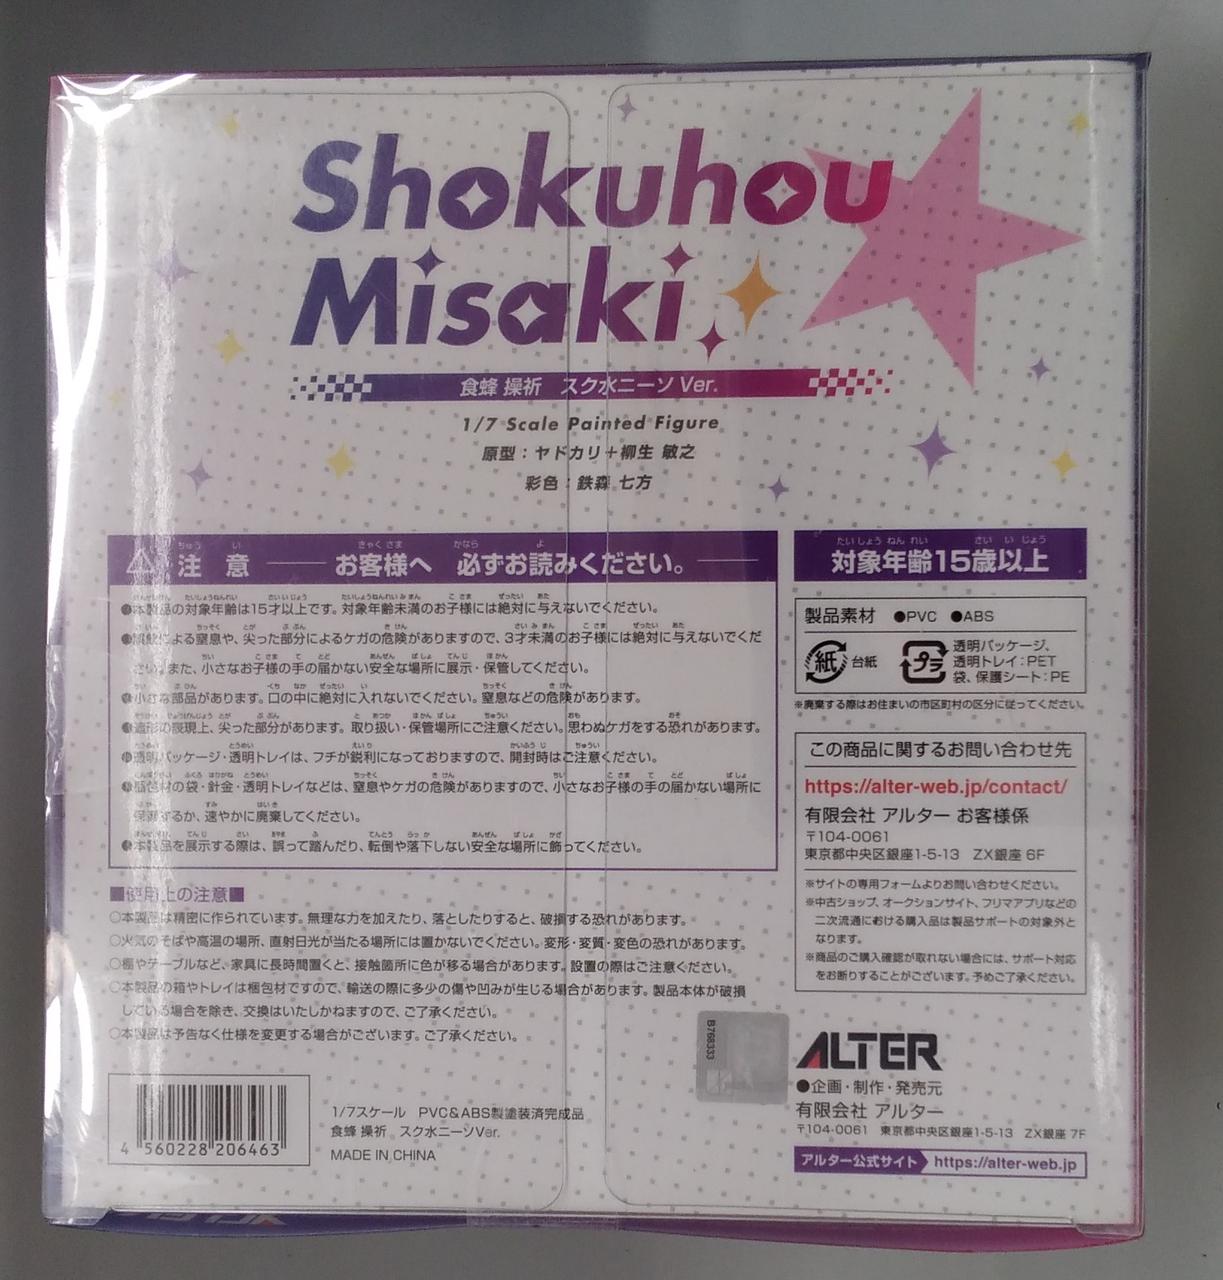 Shokuhou
Misaki
食蜂 操祈 スク水ニーソ Ver.
1/7 Scale Painted Figure
原型：ヤドカリ＋柳生 敏之
彩色：鉄森 七方
注意 お客様へ 必ずお読みください。
●本製品の対象年齢は15才以上です。対象年齢未満のお子様には絶対に与えないでください。
●誤飲による窒息や、尖った部分によるケガの危険がありますので、3才未満のお子様には絶対に与えないでくだ
さい。また、小さなお子様の手の届かない安全な場所に展示・保管してください。
●小さな部品があります。口の中に絶対に入れないでください。窒息などの危険があります。
●造形の表現上、尖った部分があります。取り扱い・保管場所にご注意ください。思わぬケガをする恐れがあります。
●透明パッケージ・透明トレイは、フチが鋭利になっておりますので、開封時はご注意ください。
●梱包材の袋・針金・透明トレイなどは、窒息やケガの危険がありますので、小さなお子様の手の届かない場所に
保管するか、速やかに廃棄してください。
●本製品を展示する際は、誤って踏んだり、転倒や落下しない安全な場所に飾ってください。
■使用上の注意■
○本製品は精密に作られています。無理な力を加えたり、落としたりすると、破損する恐れがあります。
○火気のそばや高温の場所、直射日光が当たる場所には置かないでください。変形・変質・変色の恐れがあります。
○棚やテーブルなど、家具に長時間置くと、接触箇所に色が移る場合があります。設置の際はご注意ください。
○本製品の箱やトレイは梱包材ですので、輸送の際に多少の傷や凹みが生じる場合があります。製品本体が破損
している場合を除き、交換はいたしかねますので、ご了承ください。
○本製品は予告なく仕様を変更する場合がございます。ご了承ください。
4 560228 206463
1/7スケール PVC&ABS製塗装済完成品
食蜂 操祈 スク水ニーソVer.
MADE IN CHINA
対象年齢15歳以上
製品素材 ●PVC ●ABS
紙 台紙
プラ 透明パッケージ、
透明トレイ：PET
袋、保護シート：PE
※廃棄する際はお住まいの市区町村の区分に従ってください。
この商品に関するお問い合わせ先
https://alter-web.jp/contact/
有限会社 アルター お客様係
〒104-0061
東京都中央区銀座1-5-13 ZX銀座 6F
※サイトの専用フォームよりお問い合わせください。
※中古ショップ、オークションサイト、フリマアプリなどの
二次流通における購入品は製品サポートの対象外と
なります。
※商品のご購入確認が取れない場合には、サポート対応
をお断りすることがございます。予めご了承ください。
B768333
ALTER
●企画・制作・発売元
有限会社 アルター
〒104-0061 東京都中央区銀座1-5-13 ZX銀座 7F
アルター公式サイト https://alter-web.jp